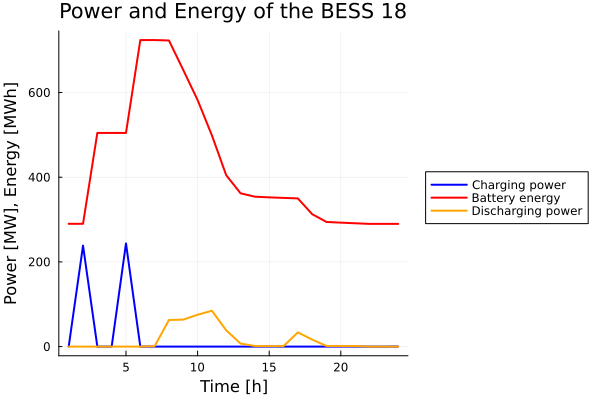 Power and Energy of the BESS 18
Power [MW], Energy [MWh]
600
400
200
0
5
10
15
20
Time [h]
Charging power
Battery energy
Discharging power